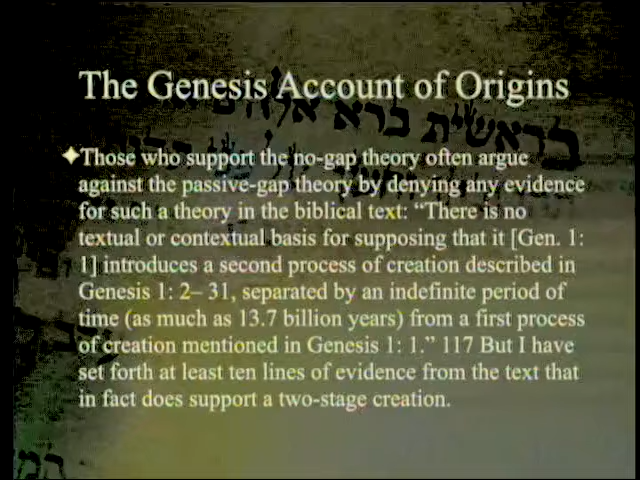 The Genesis Account of Origins
בראשית ברא אלהים
✦Those who support the no-gap theory often argue
against the passive-gap theory by denying any evidence
for such a theory in the biblical text: “There is no
textual or contextual basis for supposing that it [Gen. 1:
1] introduces a second process of creation described in
Genesis 1: 2– 31, separated by an indefinite period of
time (as much as 13.7 billion years) from a first process
of creation mentioned in Genesis 1: 1.” 117 But I have
set forth at least ten lines of evidence from the text that
in fact does support a two-stage creation.